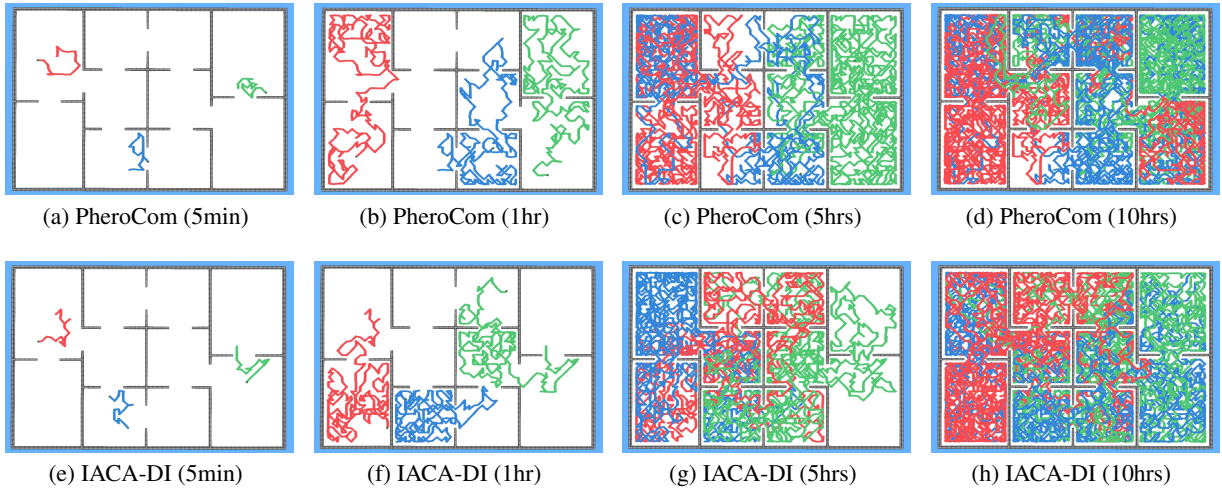 (a) PheroCom (5min)
(b) PheroCom (1hr)
(c) PheroCom (5hrs)
(d) PheroCom (10hrs)
(e) IACA-DI (5min)
(f) IACA-DI (1hr)
(g) IACA-DI (5hrs)
(h) IACA-DI (10hrs)